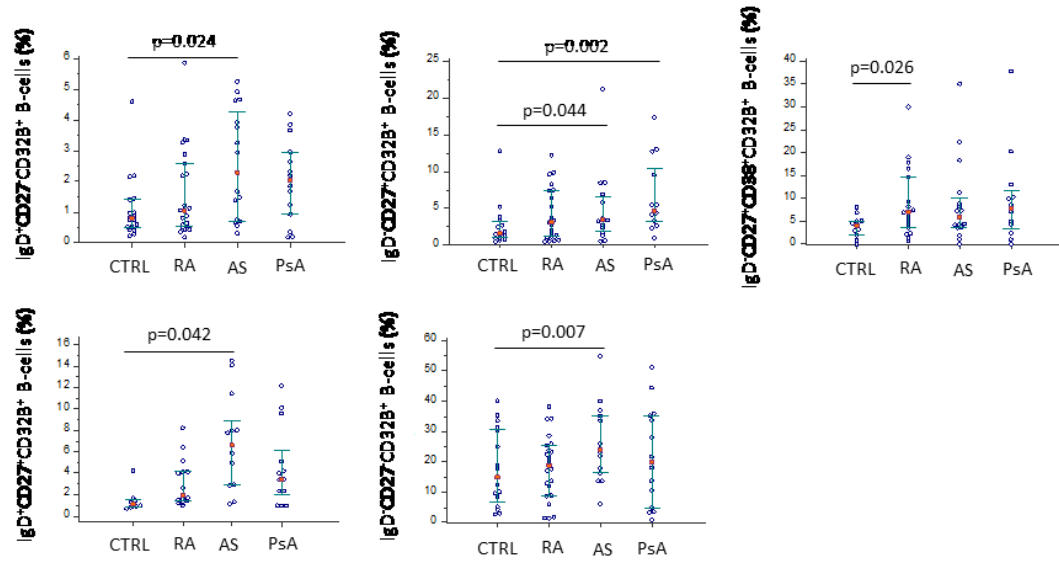 IgD⁺CD27⁻CD32B⁺ B-cells (%)
p=0.024
6
5
4
3
2
1
0
CTRL RA AS PsA
IgD⁻CD27⁺CD32B⁺ B-cells (%)
p=0.002
p=0.044
25
20
15
10
5
0
CTRL RA AS PsA
IgD⁻CD27⁺CD38⁺CD32B⁺B-cells (%)
p=0.026
40
35
30
25
20
15
10
5
0
CTRL RA AS PsA
IgD⁺CD27⁺CD32B⁺ B-cells (%)
p=0.042
16
14
12
10
8
6
4
2
0
CTRL RA AS PsA
IgD⁻CD27⁻CD32B⁺ B-cells (%)
p=0.007
60
50
40
30
20
10
0
CTRL RA AS PsA